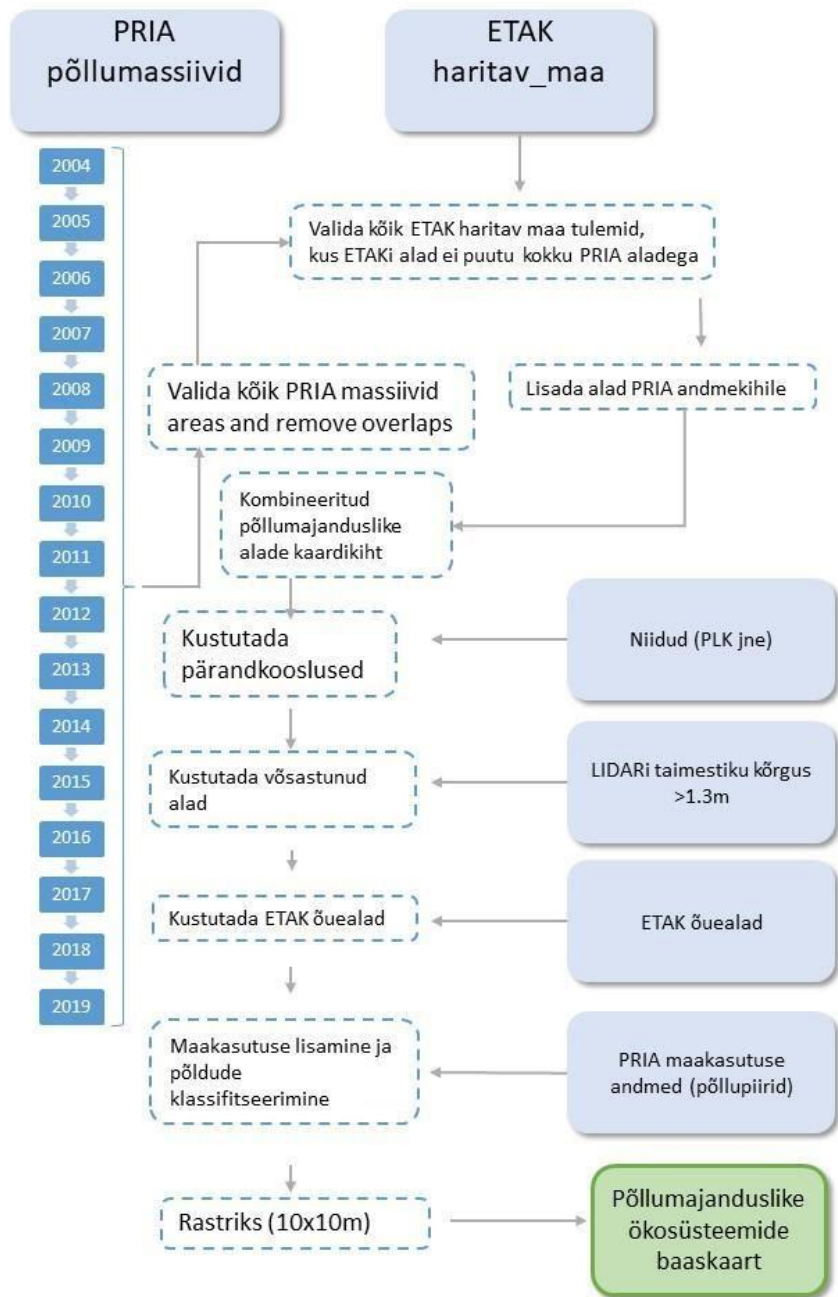 PRIA
põllumassiivid
ETAK
haritav_maa
2004
2005
2006
2007
2008
2009
2010
2011
2012
2013
2014
2015
2016
2017
2018
2019
Valida kõik ETAK haritav maa tulemid,
kus ETAKi alad ei puutu kokku PRIA aladega
Valida kõik PRIA massiivid
areas and remove overlaps
Lisada alad PRIA andmekihile
Kombineeritud
põllumajanduslike
alade kaardikiht
Kustutada
pärandkooslused
Niidud (PLK jne)
Kustutada võsastunud
alad
LIDARi taimestiku kõrgus
>1.3m
Kustutada ETAK õuealad
ETAK õuealad
Maakasutuse lisamine ja
põldude
klassifitseerimine
PRIA maakasutuse
andmed (põllupiirid)
Rastriks (10x10m)
Põllumajanduslike
ökosüsteemide
baaskaart